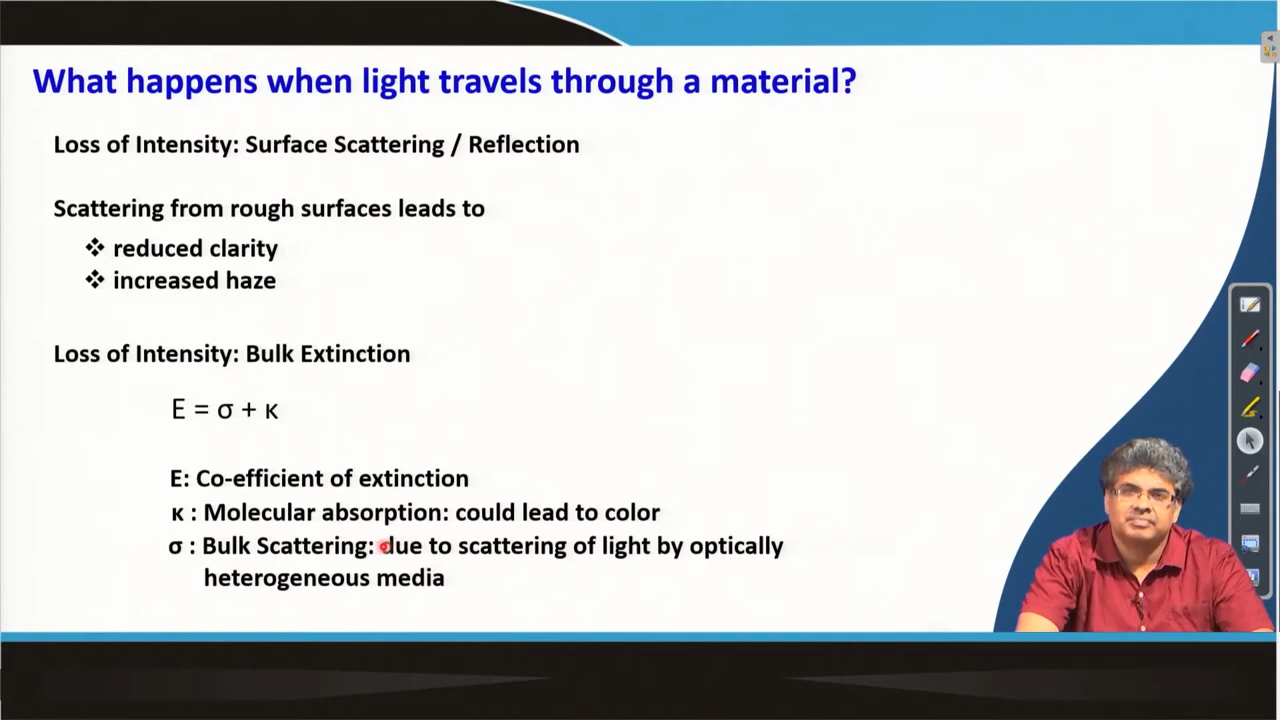 What happens when light travels through a material?
Loss of Intensity: Surface Scattering / Reflection
Scattering from rough surfaces leads to
❖ reduced clarity
❖ increased haze
Loss of Intensity: Bulk Extinction
E = σ + κ
E: Co-efficient of extinction
κ : Molecular absorption: could lead to color
σ : Bulk Scattering: due to scattering of light by optically
heterogeneous media